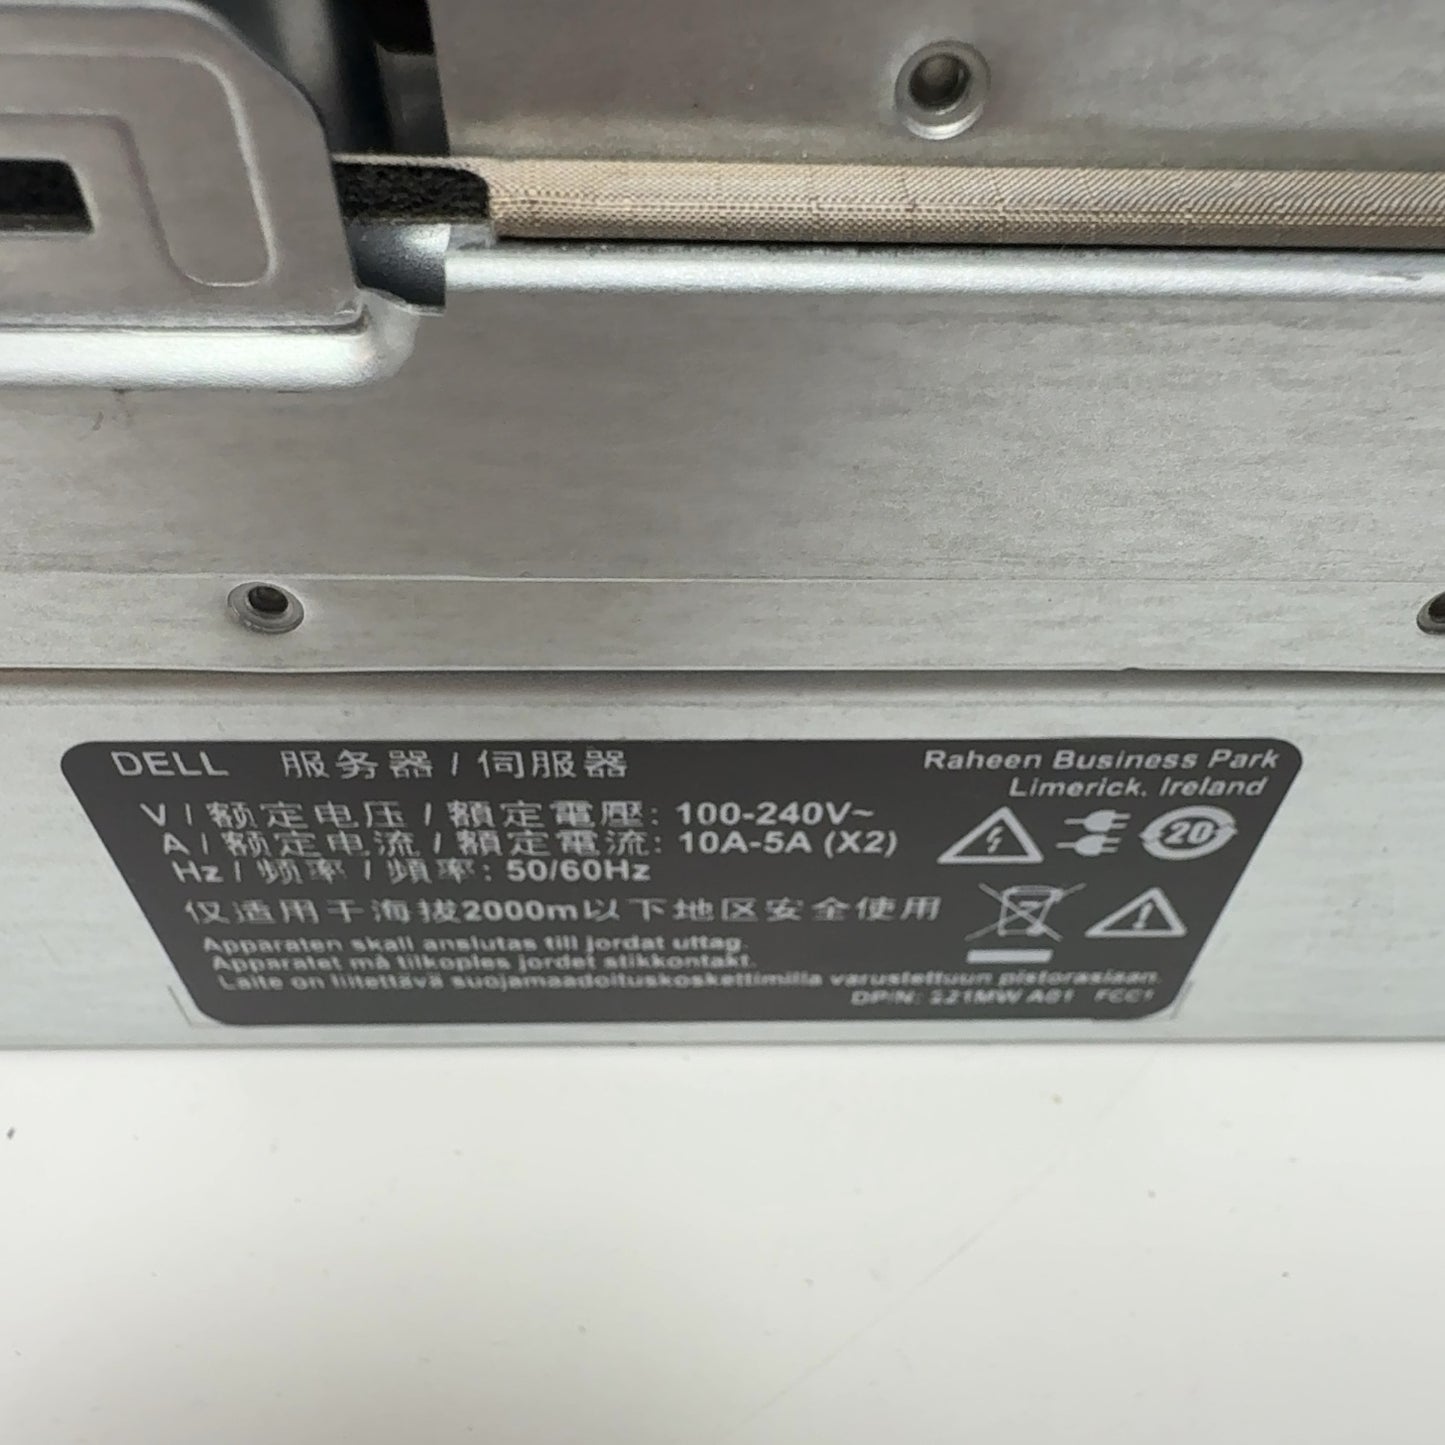 DELL 服务器 / 伺服器
Raheen Business Park
Limerick, Ireland
V / 额定电压 / 額定電壓: 100-240V~
A / 额定电流 / 額定電流: 10A-5A (X2)
Hz / 频率 / 頻率: 50/60Hz
20
仅适用于海拔2000m以下地区安全使用
Apparaten skall anslutas till jordat uttag.
Apparatet må tilkoples jordet stikkontakt.
Laite on liitettävä suojamaadoituskoskettimilla varustettuun pistorasiaan.
DP/N: 221MW A01 FCC1